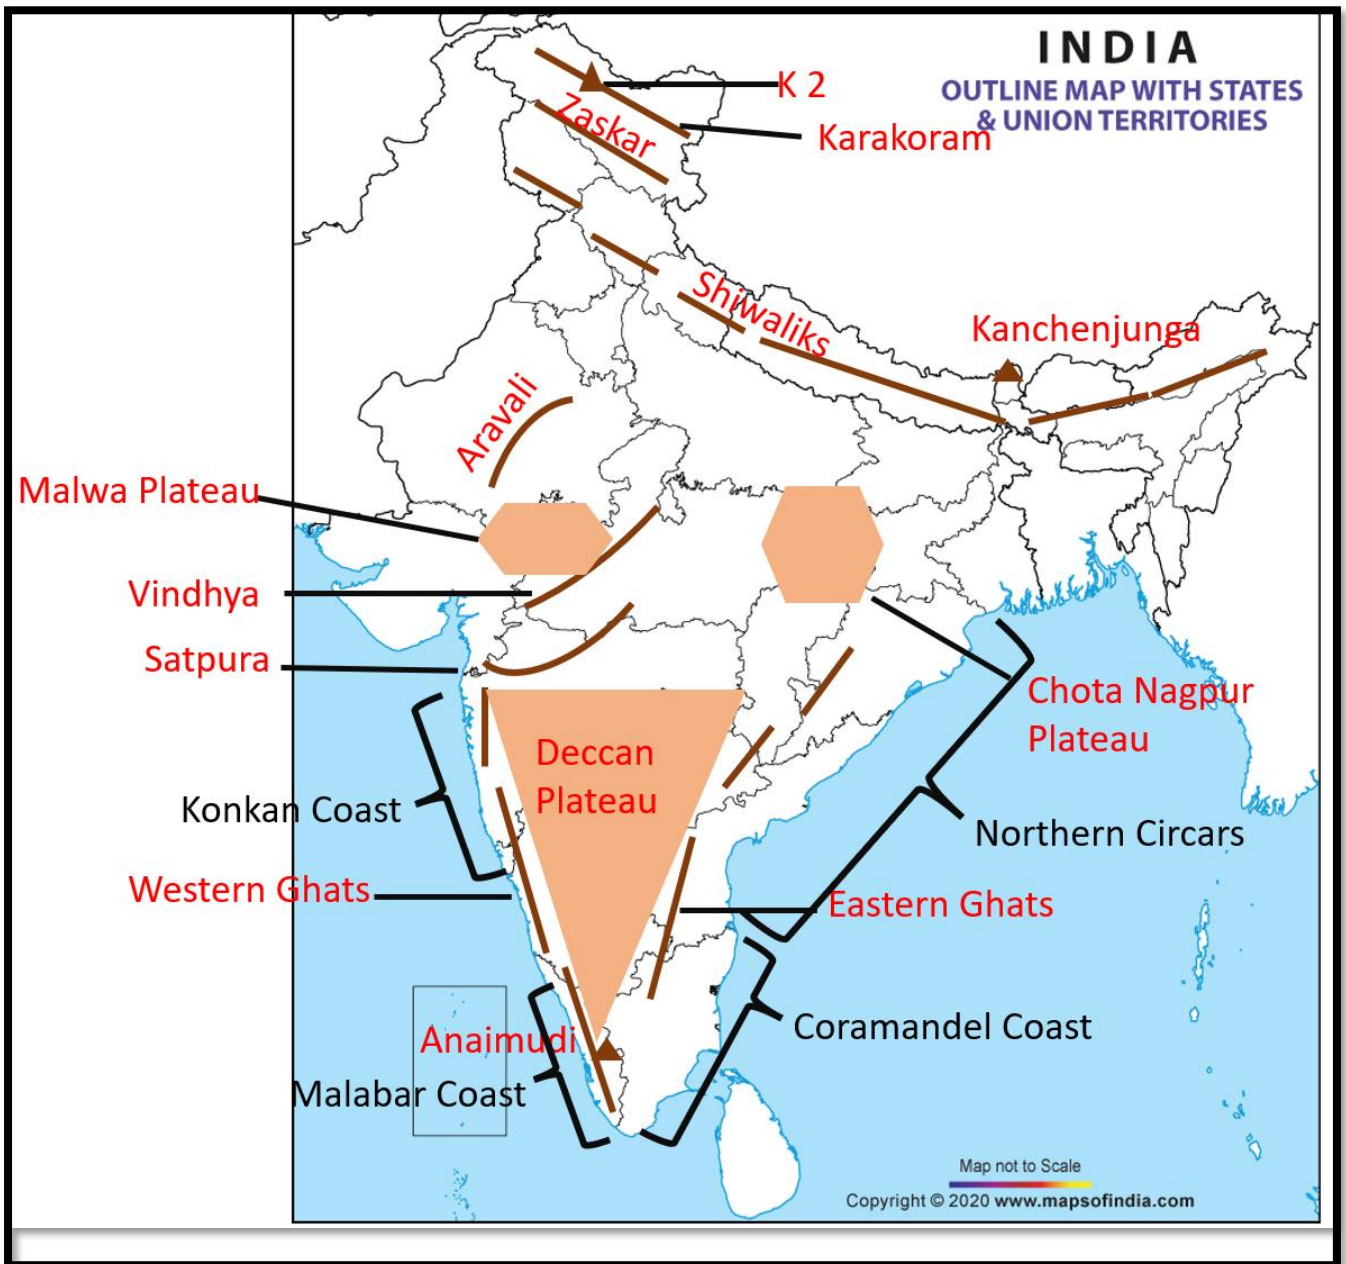 INDIA
OUTLINE MAP WITH STATES
& UNION TERRITORIES
K 2
Karakoram
Zaskar
Shiwaliks
Kanchenjunga
Aravali
Malwa Plateau
Vindhya
Satpura
Chota Nagpur
Plateau
Deccan
Plateau
Konkan Coast
Northern Circars
Western Ghats
Eastern Ghats
Coramandel Coast
Anaimudi
Malabar Coast
Map not to Scale
Copyright © 2020 www.mapsofindia.com